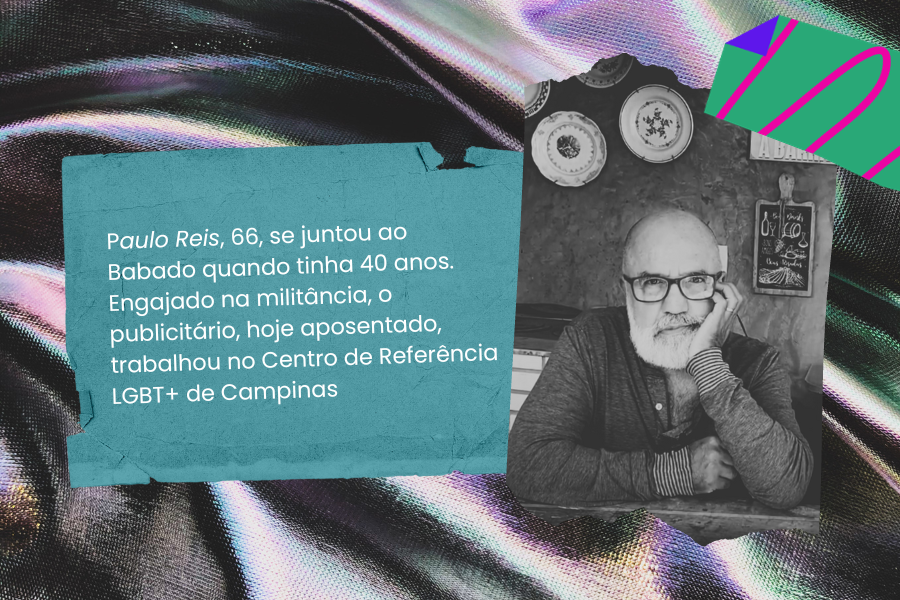 Paulo Reis, 66, se juntou ao
Babado quando tinha 40 anos.
Engajado na militância, o
publicitário, hoje aposentado,
trabalhou no Centro de Referência
LGBT+ de Campinas